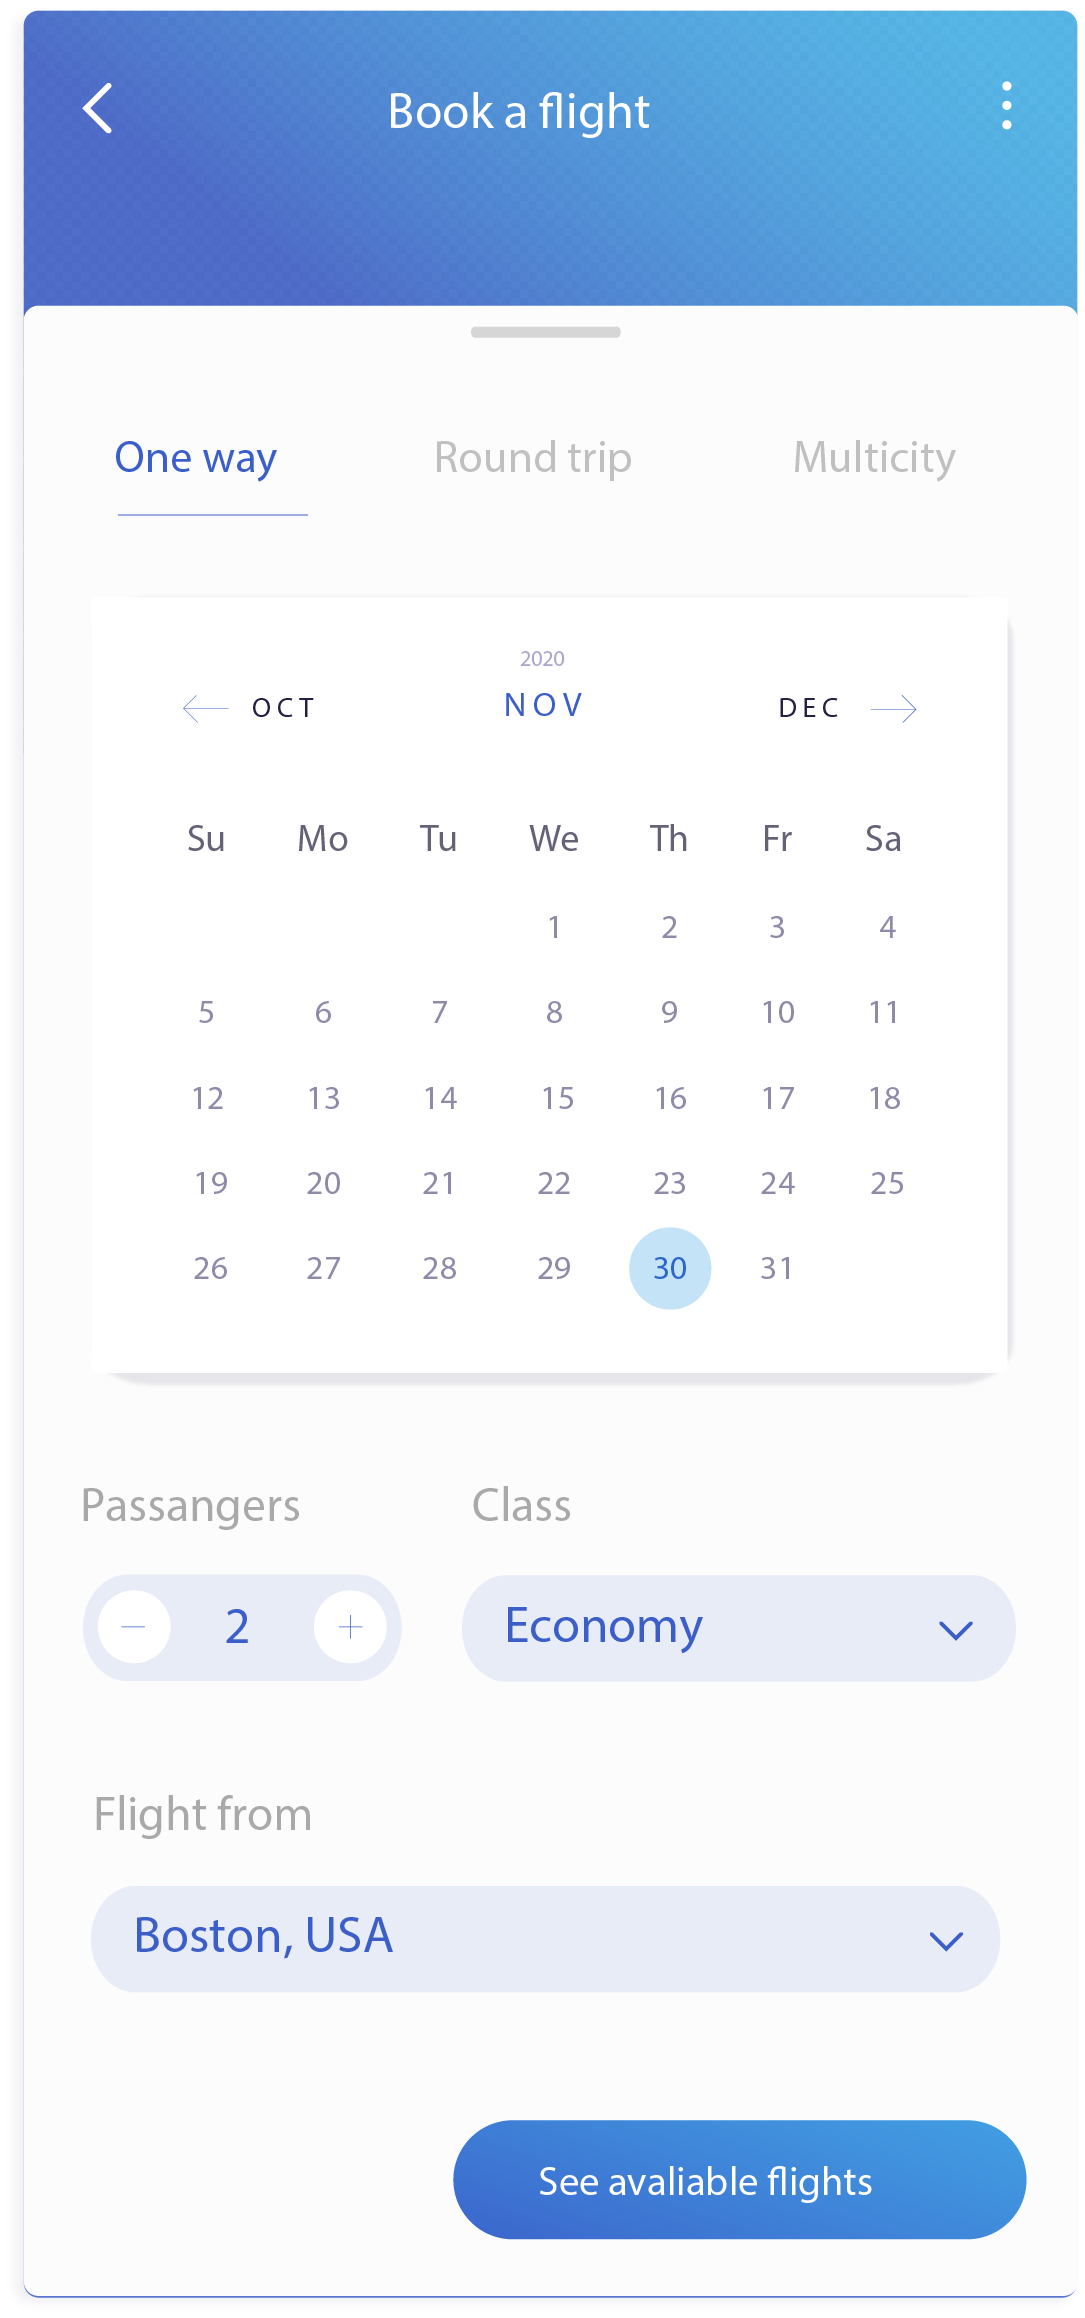 Book a flight
One way Round trip Multicity
2020
OCT NOV DEC
Su Mo Tu We Th Fr Sa
1 2 3 4
5 6 7 8 9 10 11
12 13 14 15 16 17 18
19 20 21 22 23 24 25
26 27 28 29 30 31
Passangers Class
2 Economy
Flight from
Boston, USA
See avaliable flights